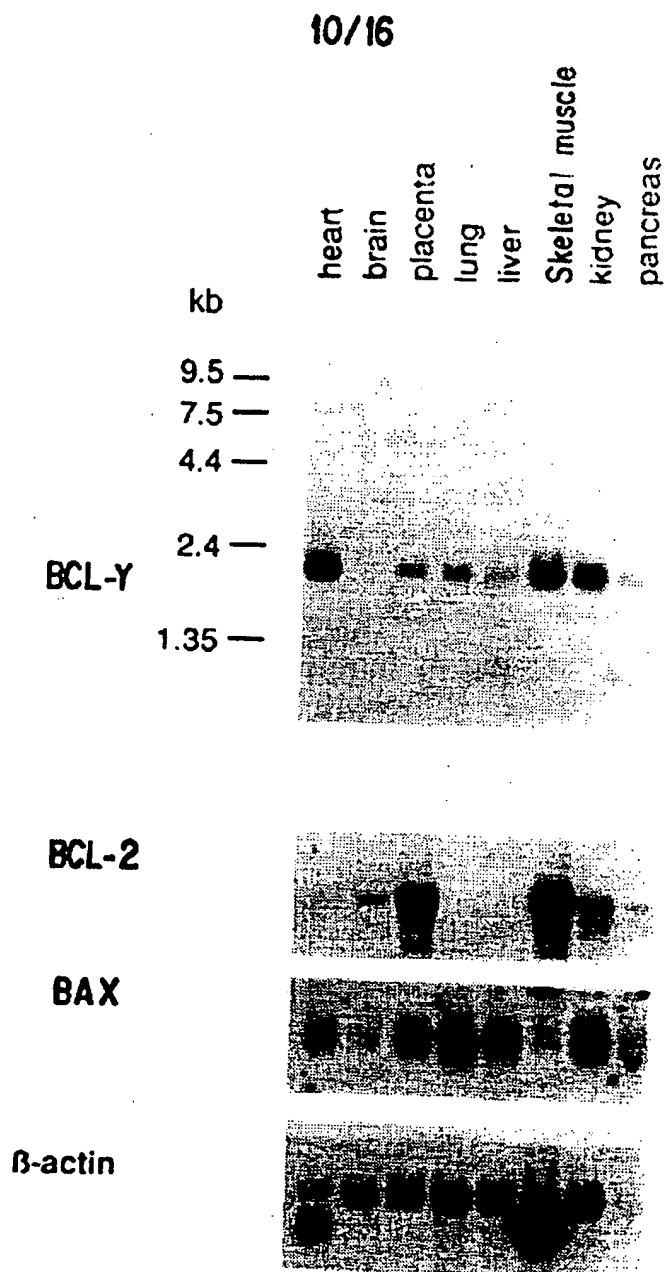 10/16
heart
brain
placenta
lung
liver
Skeletal muscle
kidney
pancreas
kb
9.5
7.5
4.4
2.4
BCL-Y
1.35
BCL-2
BAX
ß-actin